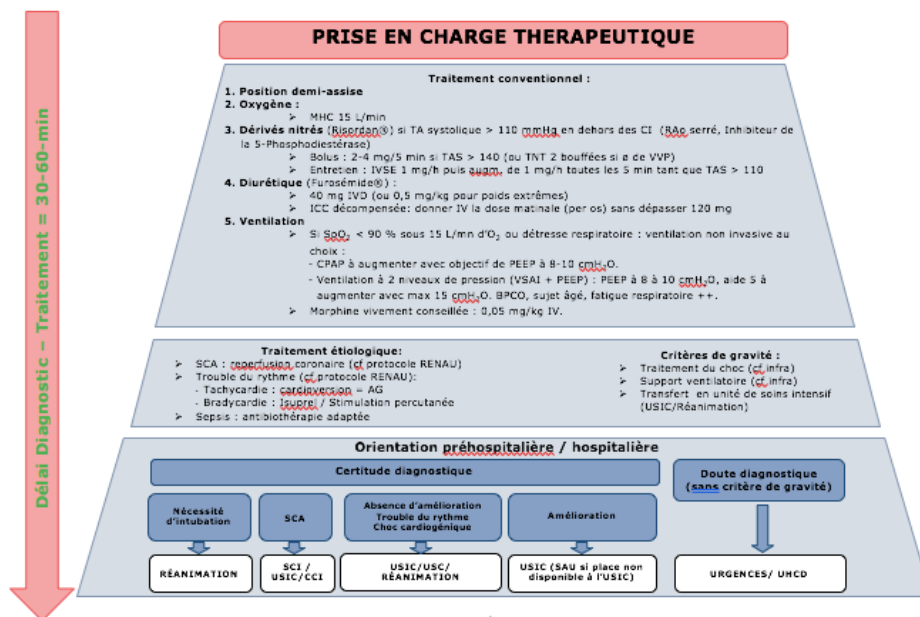 Délai Diagnostic – Traitement = 30-60-min
PRISE EN CHARGE THERAPEUTIQUE
Traitement conventionnel :
1. Position demi-assise
2. Oxygène :
➢ MHC 15 L/min
3. Dérivés nitrés (Risordan®) si TA systolique > 110 mmHg en dehors des CI (RAo serré, Inhibiteur de
la 5-Phosphodiestérase)
➢ Bolus : 2-4 mg/5 min si TAS > 140 (ou TNT 2 bouffées si ø de VVP)
➢ Entretien : IVSE 1 mg/h puis augm. de 1 mg/h toutes les 5 min tant que TAS > 110
4. Diurétique (Furosémide®) :
➢ 40 mg IVD (ou 0,5 mg/kg pour poids extrêmes)
➢ ICC décompensée: donner IV la dose matinale (per os) sans dépasser 120 mg
5. Ventilation
➢ Si SpO₂ < 90 % sous 15 L/mn d'O₂ ou détresse respiratoire : ventilation non invasive au
choix :
- CPAP à augmenter avec objectif de PEEP à 8-10 cmH₂O.
- Ventilation à 2 niveaux de pression (VSAI + PEEP) : PEEP à 8 à 10 cmH₂O, aide 5 à
augmenter avec max 15 cmH₂O. BPCO, sujet âgé, fatigue respiratoire ++.
➢ Morphine vivement conseillée : 0,05 mg/kg IV.
Traitement étiologique:
➢ SCA : reperfusion coronaire (cf protocole RENAU)
➢ Trouble du rythme (cf protocole RENAU):
- Tachycardie : cardioversion = AG
- Bradycardie : Isuprel / Stimulation percutanée
➢ Sepsis : antibiothérapie adaptée
Critères de gravité :
➢ Traitement du choc (cf infra)
➢ Support ventilatoire (cf infra)
➢ Transfert en unité de soins intensif
(USIC/Réanimation)
Orientation préhospitalière / hospitalière
Certitude diagnostique
Doute diagnostique
(sans critère de gravité)
Nécessité
d'intubation
SCA
Absence d'amélioration
Trouble du rythme
Choc cardiogénique
Amélioration
RÉANIMATION
SCI /
USIC/CCI
USIC/USC/
RÉANIMATION
USIC (SAU si place non
disponible à l'USIC)
URGENCES/ UHCD